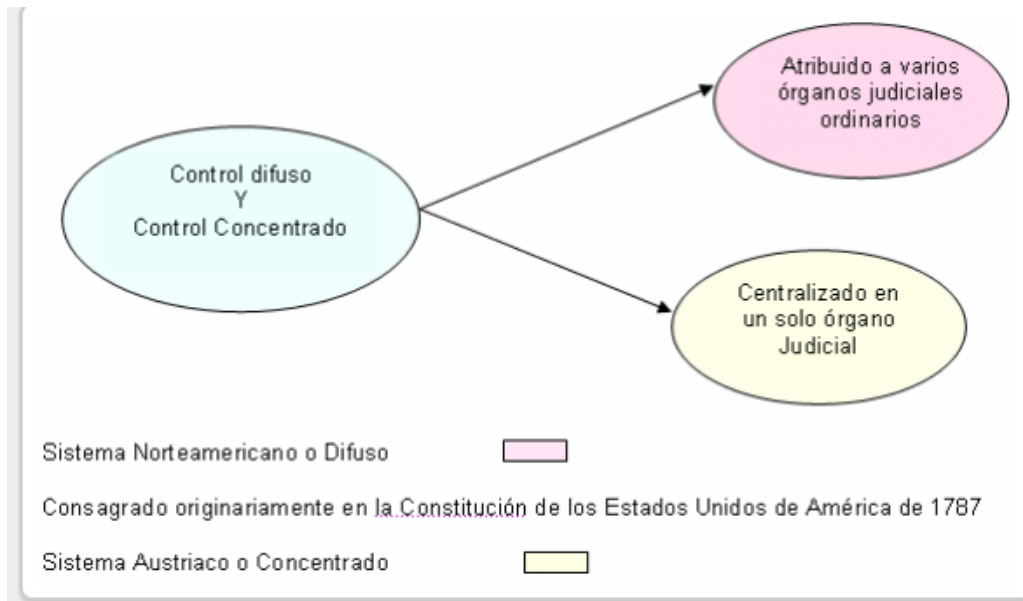 Control difuso
Y
Control Concentrado
Atribuido a varios
órganos judiciales
ordinarios
Centralizado en
un solo órgano
Judicial
Sistema Norteamericano o Difuso
Consagrado originariamente en la Constitución de los Estados Unidos de América de 1787
Sistema Austriaco o Concentrado